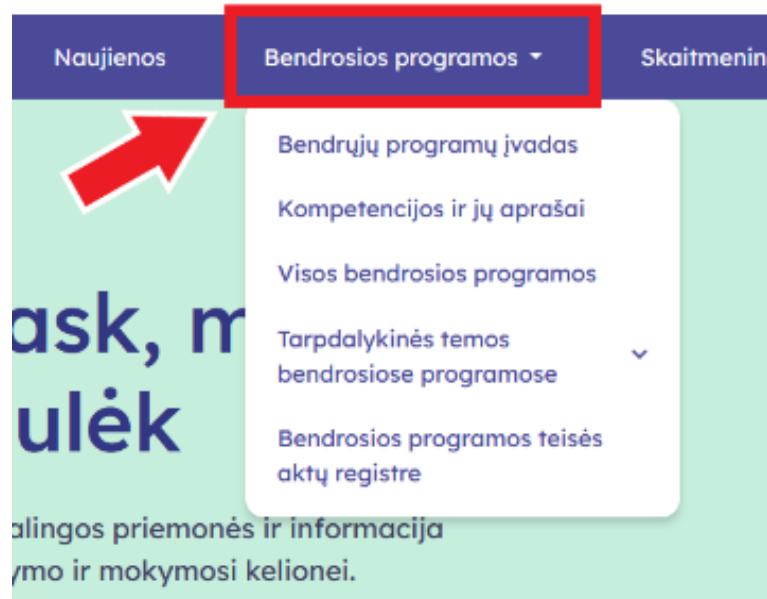 Naujienos
Bendrosios programos
Skaitmenin
Bendrųjų programų įvadas
Kompetencijos ir jų aprašai
Visos bendrosios programos
Tarpdalykinės temos
bendrosiose programose
Bendrosios programos teisės
aktų registre
ask, m
ulėk
alingos priemonės ir informacija
ymo ir mokymosi kelionei.